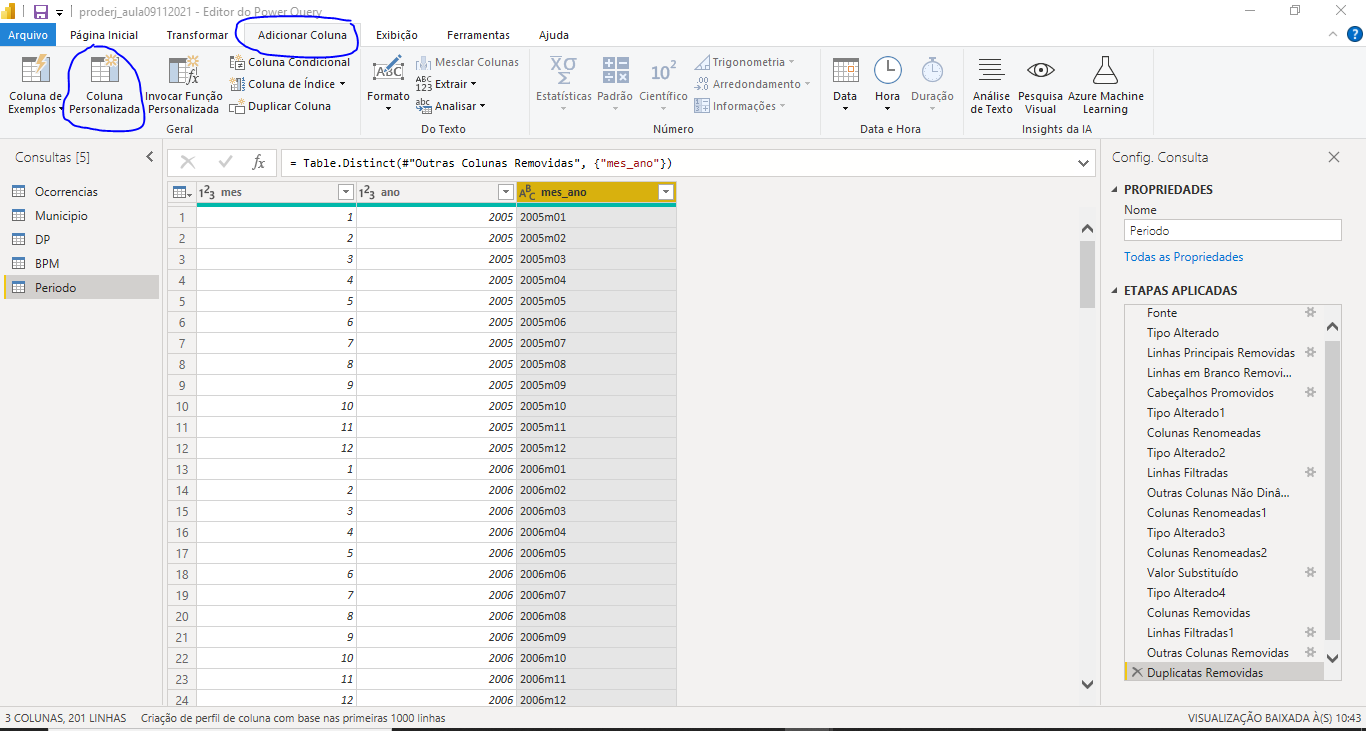 proderj_aula09112021 - Editor do Power Query
Arquivo Página Inicial Transformar Adicionar Coluna Exibição Ferramentas Ajuda
Coluna de Exemplos
Coluna Personalizada
Invocar Função Personalizada
Coluna Condicional
Coluna de Índice
Duplicar Coluna
Geral
Formato
Mesclar Colunas
Extrair
Analisar
Do Texto
Estatísticas
Padrão
Científico
Trigonometria
Arredondamento
Informações
Número
Data
Hora
Duração
Data e Hora
Análise de Texto
Pesquisa Visual
Azure Machine Learning
Insights da IA
Consultas [5]
Ocorrencias
Municipio
DP
BPM
Periodo
= Table.Distinct(#"Outras Colunas Removidas", {"mes_ano"})
mes ano mes_ano
1 1 2005 2005m01
2 2 2005 2005m02
3 3 2005 2005m03
4 4 2005 2005m04
5 5 2005 2005m05
6 6 2005 2005m06
7 7 2005 2005m07
8 8 2005 2005m08
9 9 2005 2005m09
10 10 2005 2005m10
11 11 2005 2005m11
12 12 2005 2005m12
13 1 2006 2006m01
14 2 2006 2006m02
15 3 2006 2006m03
16 4 2006 2006m04
17 5 2006 2006m05
18 6 2006 2006m06
19 7 2006 2006m07
20 8 2006 2006m08
21 9 2006 2006m09
22 10 2006 2006m10
23 11 2006 2006m11
24 12 2006 2006m12
Config. Consulta
PROPRIEDADES
Nome
Periodo
Todas as Propriedades
ETAPAS APLICADAS
Fonte
Tipo Alterado
Linhas Principais Removidas
Linhas em Branco Removi...
Cabeçalhos Promovidos
Tipo Alterado1
Colunas Renomeadas
Tipo Alterado2
Linhas Filtradas
Outras Colunas Não Dinâ...
Colunas Renomeadas1
Tipo Alterado3
Colunas Renomeadas2
Valor Substituído
Tipo Alterado4
Colunas Removidas
Linhas Filtradas1
Outras Colunas Removidas
Duplicatas Removidas
3 COLUNAS, 201 LINHAS Criação de perfil de coluna com base nas primeiras 1000 linhas
VISUALIZAÇÃO BAIXADA À(S) 10:43